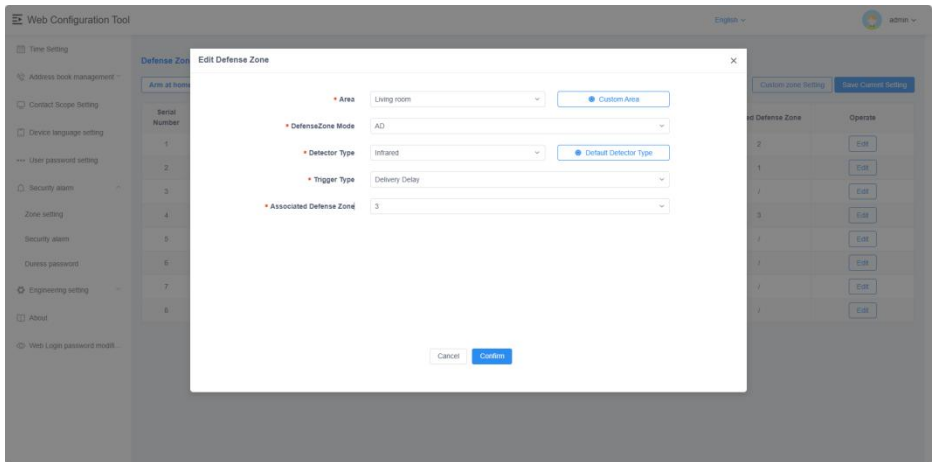 Web Configuration Tool
English
admin
Time Setting
Address book management
Contact Scope Setting
Device language setting
User password setting
Security alarm
Zone setting
Security alarm
Duress password
Engineering setting
About
Web Login password modifi...
Defense Zon
Arm at home
Custom zone Setting
Save Current Setting
Serial Number
ed Defense Zone
Operate
1
2
Edit
2
1
Edit
3
/
Edit
4
3
Edit
5
/
Edit
6
/
Edit
7
/
Edit
8
/
Edit
Edit Defense Zone
* Area
Living room
Custom Area
* DefenseZone Mode
AD
* Detector Type
Infrared
Default Detector Type
* Trigger Type
Delivery Delay
* Associated Defense Zone
3
Cancel
Confirm